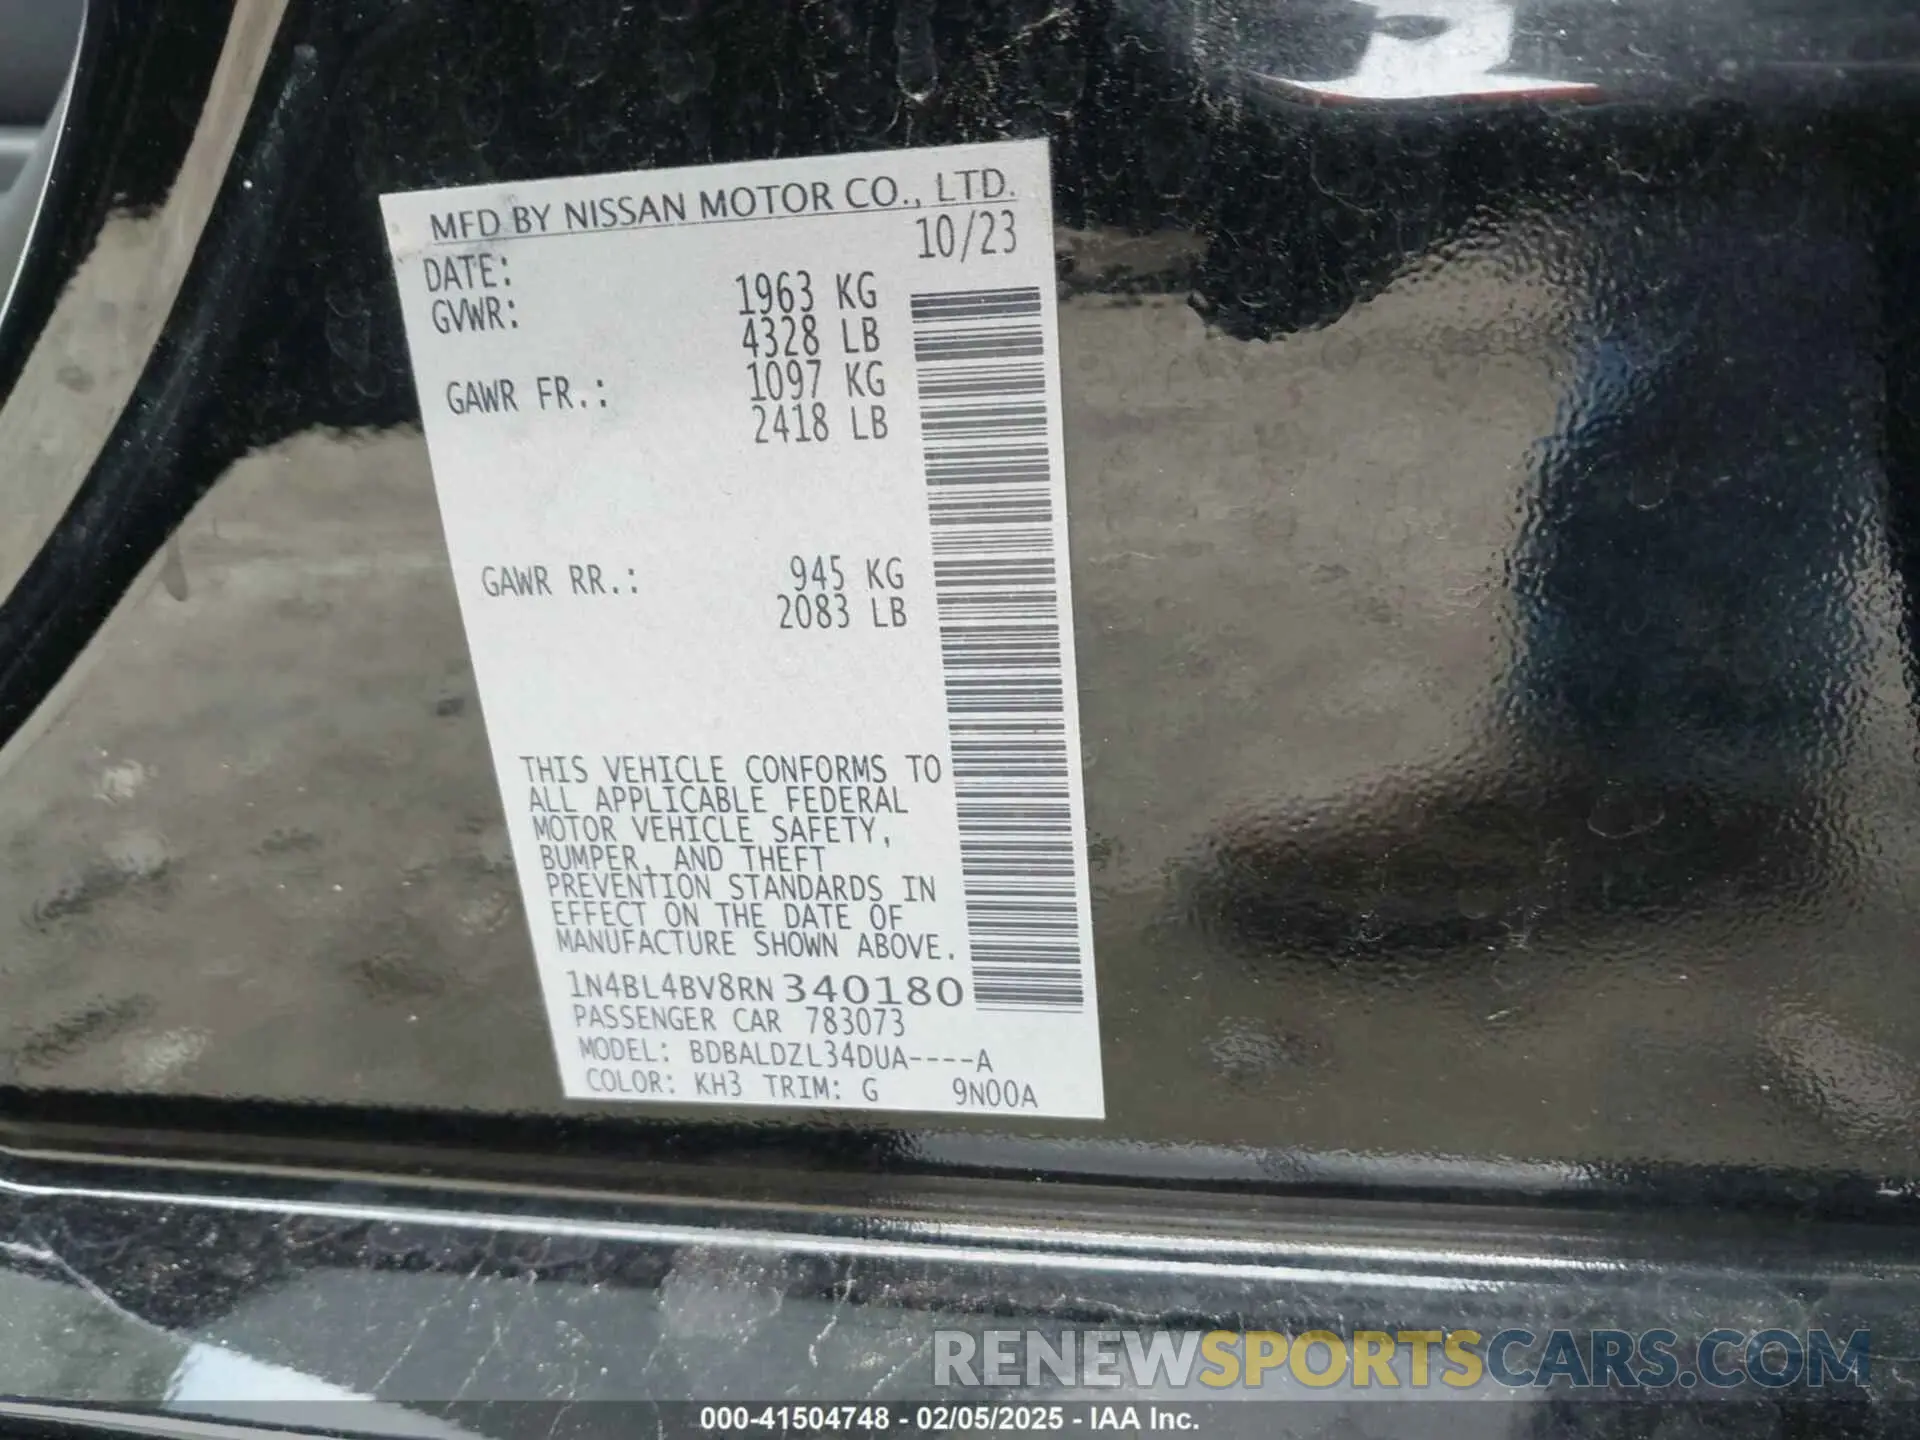 MFD BY NISSAN MOTOR CO., LTD.
DATE: 10/23
GVWR: 1963 KG
4328 LB
GAWR FR.: 1097 KG
2418 LB
GAWR RR.: 945 KG
2083 LB
THIS VEHICLE CONFORMS TO
ALL APPLICABLE FEDERAL
MOTOR VEHICLE SAFETY,
BUMPER, AND THEFT
PREVENTION STANDARDS IN
EFFECT ON THE DATE OF
MANUFACTURE SHOWN ABOVE.
1N4BL4BV8RN340180
PASSENGER CAR 783073
MODEL: BDBALDZL34DUA----A
COLOR: KH3 TRIM: G 9N00A
RENEWSPORTSCARS.COM
000-41504748 - 02/05/2025 - IAA Inc.